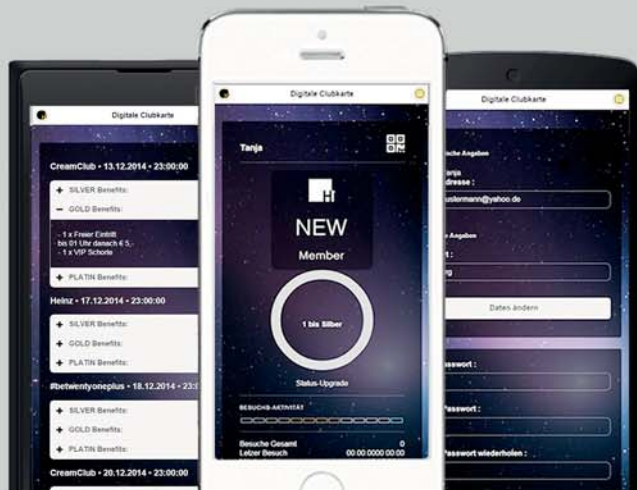 Digitale Clubkarte
CreamClub • 13.12.2014 • 23:00:00
+ SILVER Benefits:
− GOLD Benefits:
- 1 x Freier Eintritt
bis 01 Uhr danach € 5,-
- 1 x VIP Schorle
+ PLATIN Benefits:
Heinz • 17.12.2014 • 23:00:00
+ SILVER Benefits:
+ GOLD Benefits:
+ PLATIN Benefits:
#betwentyoneplus • 18.12.2014 • 23:
+ SILVER Benefits:
+ GOLD Benefits:
+ PLATIN Benefits:
CreamClub • 20.12.2014 • 23:00:00
Digitale Clubkarte
Tanja
HT
NEW
Member
1 bis Silber
Status-Upgrade
BESUCHS-AKTIVITÄT
Besuche Gesamt 0
Letzer Besuch 00.00.0000 00:00
Digitale Clubkarte
Angaben
anja
dresse :
ustermann@yahoo.de
Angaben
t :
rg
Daten ändern
asswort :
Passwort :
Passwort wiederholen :